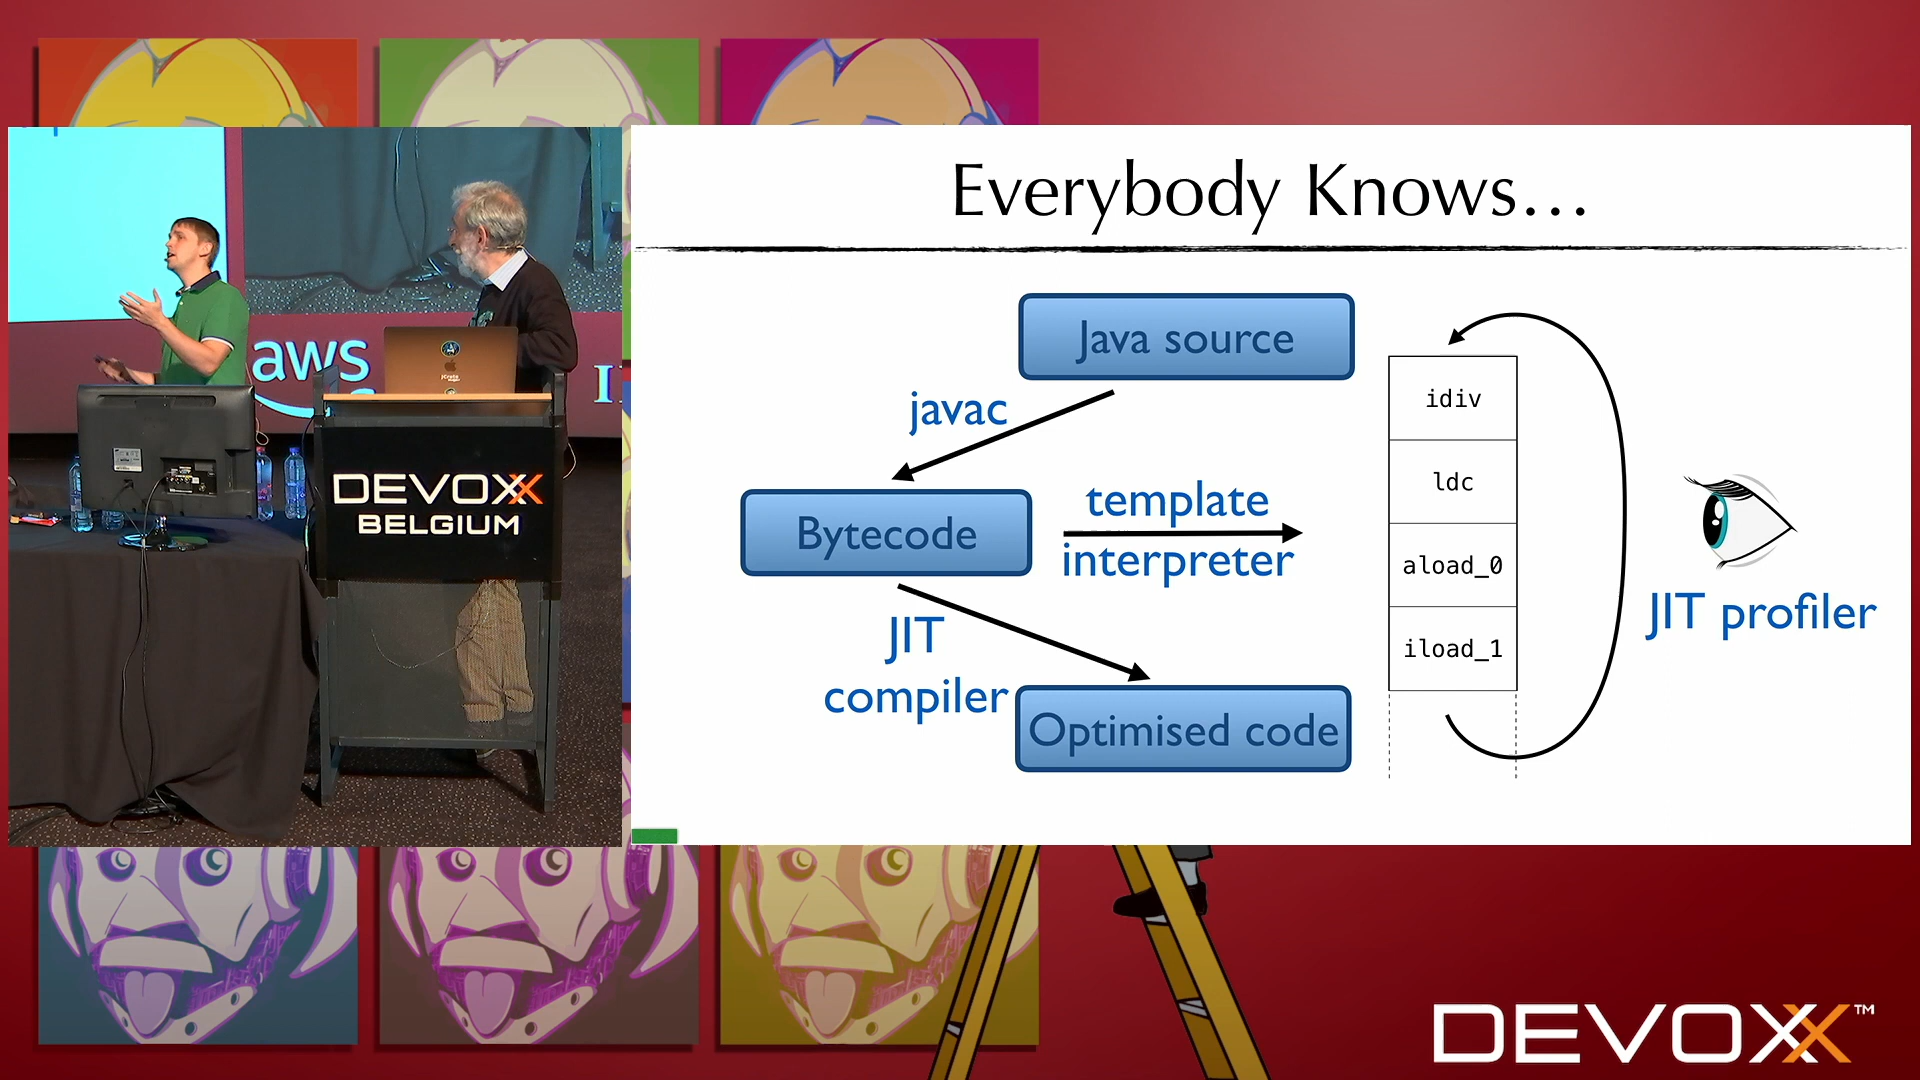 aws
I
DEVOXX
BELGIUM
Everybody Knows...
Java source
javac
Bytecode
template
interpreter
JIT
compiler
Optimised code
idiv
ldc
aload_0
iload_1
JIT profiler
DEVOXX™